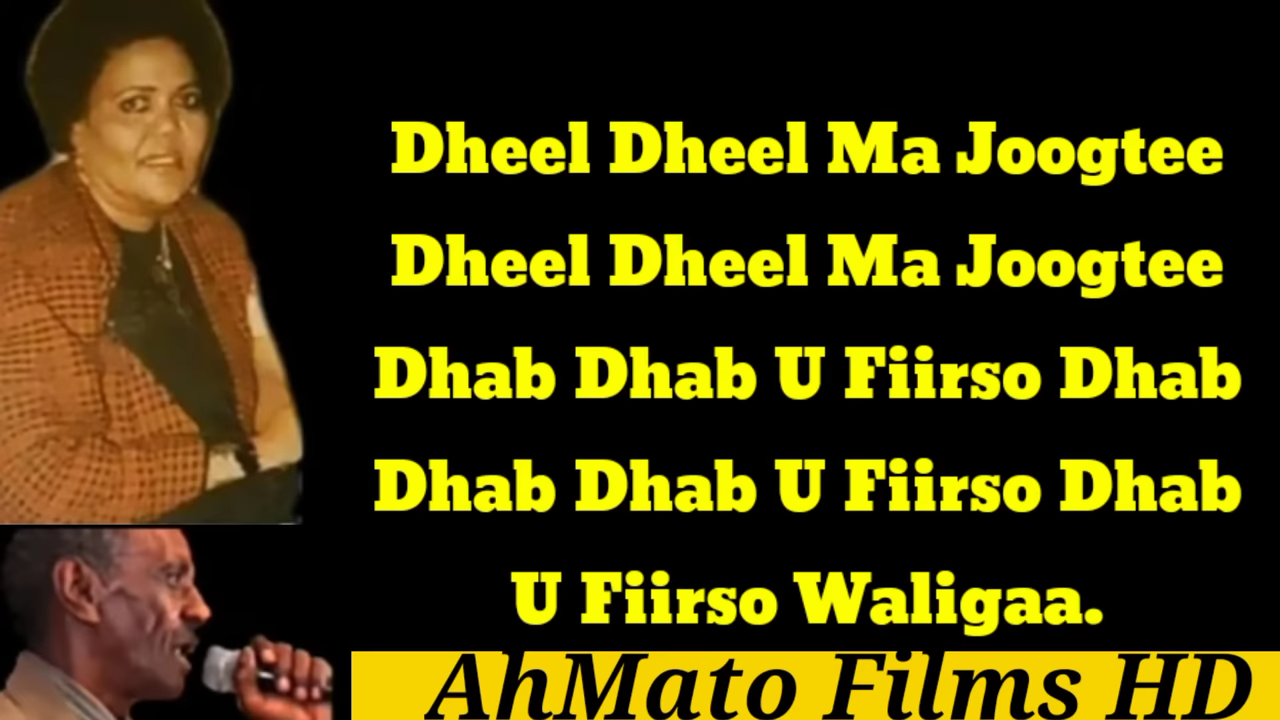 Dheel Dheel Ma Joogtee
Dheel Dheel Ma Joogtee
Dhab Dhab U Fiirso Dhab
Dhab Dhab U Fiirso Dhab
U Fiirso Waligaa.
AhMato Films HD